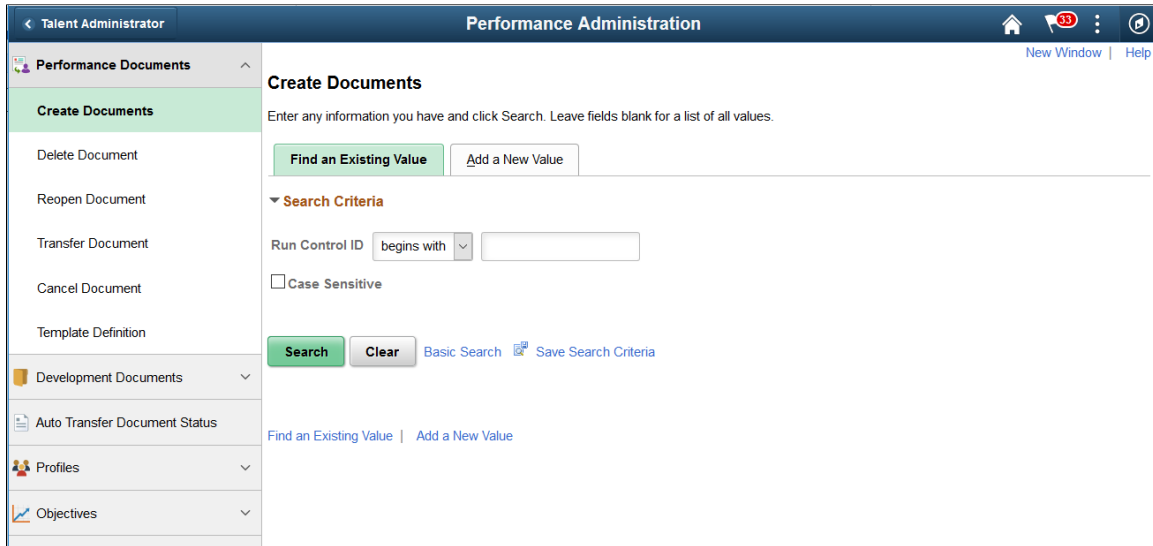 Talent Administrator
Performance Administration
33
New Window | Help
Performance Documents
Create Documents
Delete Document
Reopen Document
Transfer Document
Cancel Document
Template Definition
Development Documents
Auto Transfer Document Status
Profiles
Objectives
Create Documents
Enter any information you have and click Search. Leave fields blank for a list of all values.
Find an Existing Value
Add a New Value
Search Criteria
Run Control ID begins with
Case Sensitive
Search Clear Basic Search Save Search Criteria
Find an Existing Value | Add a New Value